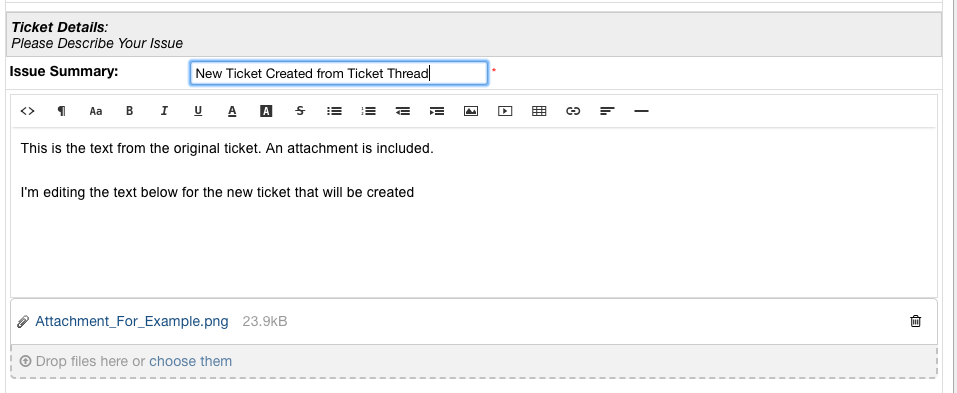 Ticket Details:
Please Describe Your Issue
Issue Summary: New Ticket Created from Ticket Thread *
<> ¶ Aa B I U A A S
This is the text from the original ticket. An attachment is included.
I'm editing the text below for the new ticket that will be created
Attachment_For_Example.png 23.9kB
Drop files here or choose them